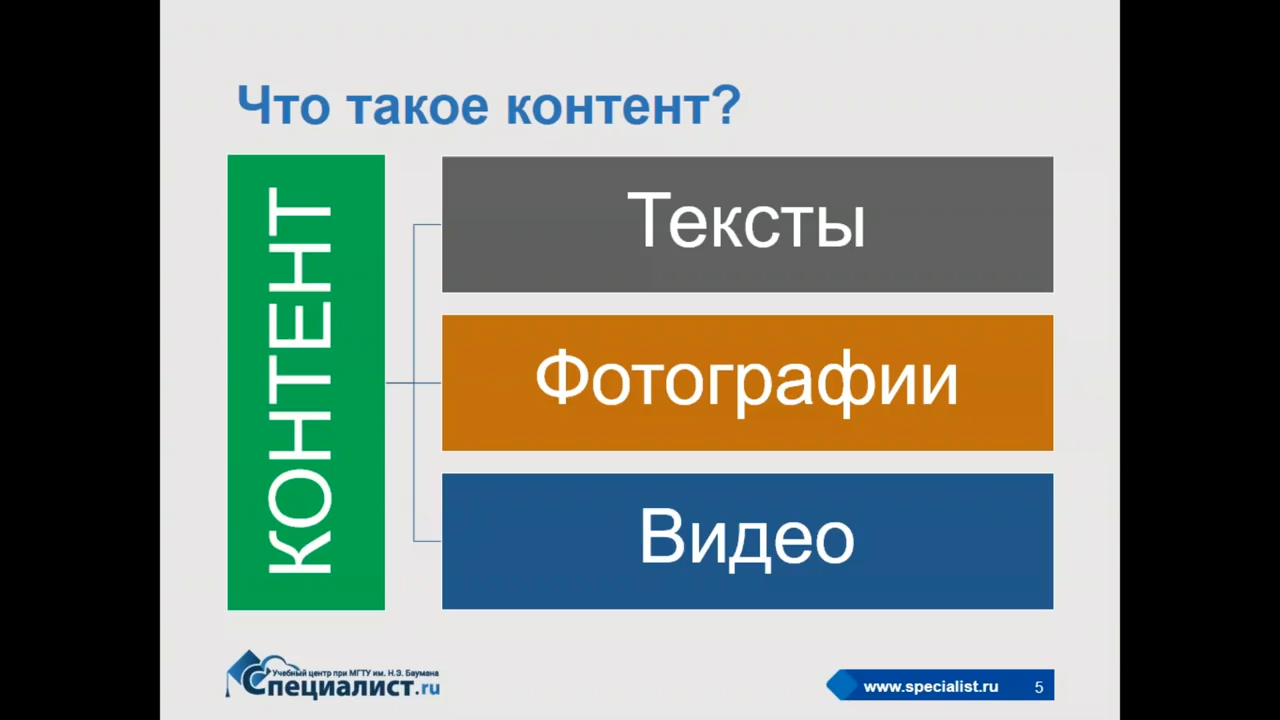 Что такое контент?
КОНТЕНТ
Тексты
Фотографии
Видео
Учебный центр при МГТУ им. Н.Э. Баумана
Специалист.ru
www.specialist.ru 5